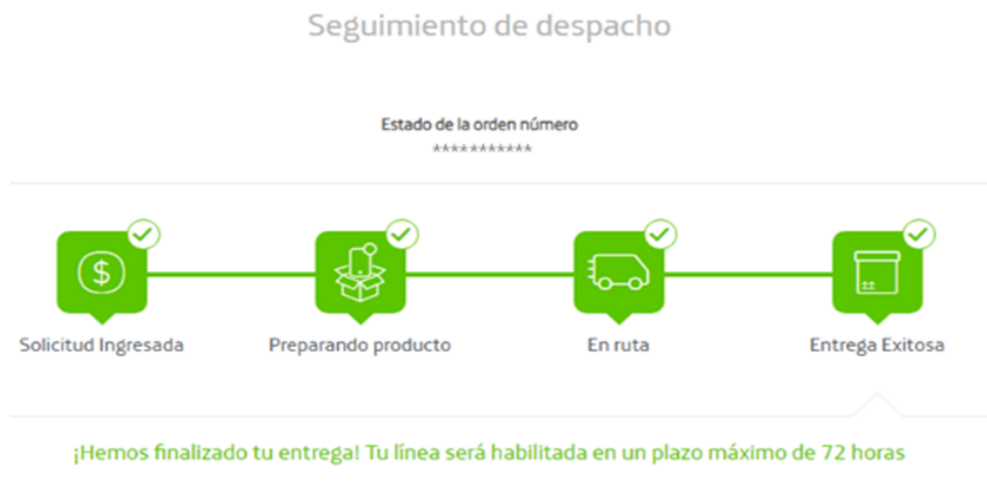 Seguimiento de despacho
Estado de la orden número
***********
$
Solicitud Ingresada
Preparando producto
En ruta
Entrega Exitosa
¡Hemos finalizado tu entrega! Tu línea será habilitada en un plazo máximo de 72 horas